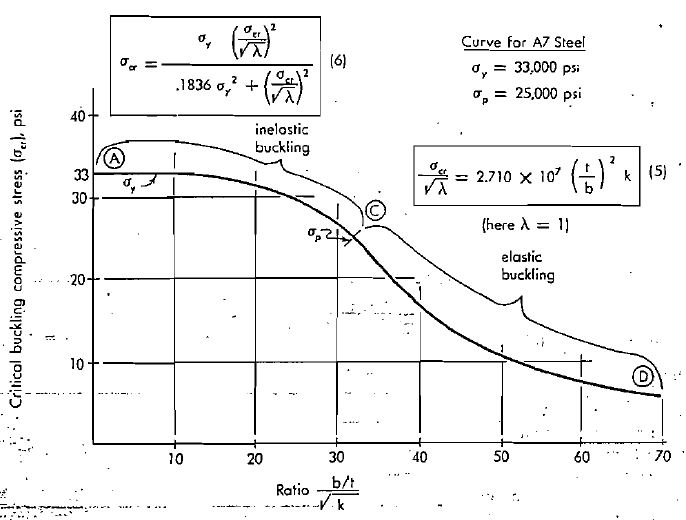 σcr = σy (σcr/√λ)² / .1836 σy² + (σcr/√λ)² (6)
Curve for A7 Steel
σy = 33,000 psi
σp = 25,000 psi
σcr/√λ = 2.710 × 10⁷ (t/b)² k (5)
(here λ = 1)
inelastic
buckling
elastic
buckling
A
C
D
σy
σp
Critical buckling compressive stress (σcr), psi
40
33
30
20
10
10 20 30 40 50 60 70
Ratio b/t / √k